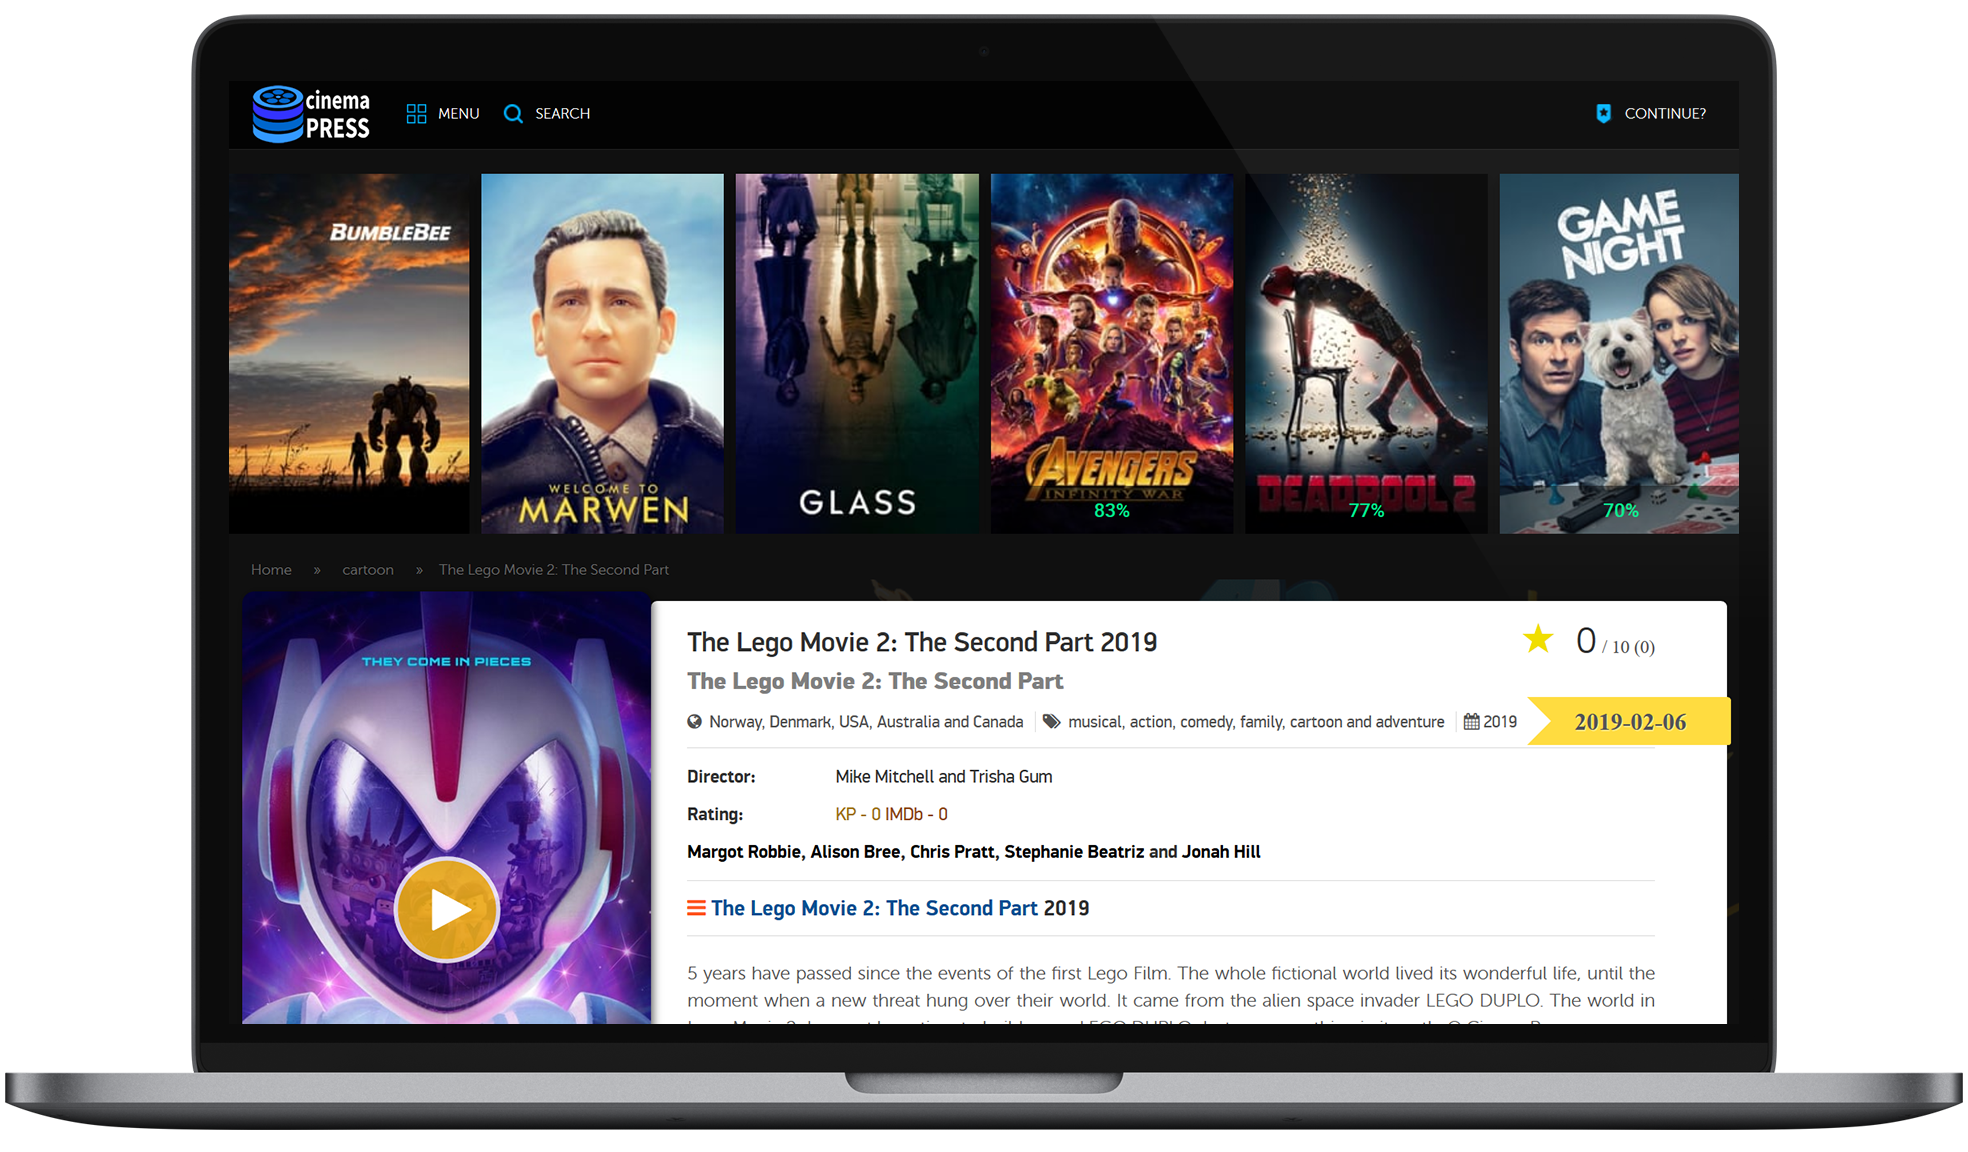 cinema
PRESS
MENU
SEARCH
CONTINUE?
BUMBLEBEE
WELCOME TO
MARWEN
GLASS
AVENGERS
INFINITY WAR
83%
DEADPOOL 2
77%
GAME
NIGHT
70%
Home » cartoon » The Lego Movie 2: The Second Part
THEY COME IN PIECES
The Lego Movie 2: The Second Part 2019
0 / 10 (0)
The Lego Movie 2: The Second Part
Norway, Denmark, USA, Australia and Canada
musical, action, comedy, family, cartoon and adventure
2019
2019-02-06
Director: Mike Mitchell and Trisha Gum
Rating: KP - 0 IMDb - 0
Margot Robbie, Alison Bree, Chris Pratt, Stephanie Beatriz and Jonah Hill
The Lego Movie 2: The Second Part 2019
5 years have passed since the events of the first Lego Film. The whole fictional world lived its wonderful life, until the
moment when a new threat hung over their world. It came from the alien space invader LEGO DUPLO. The world in